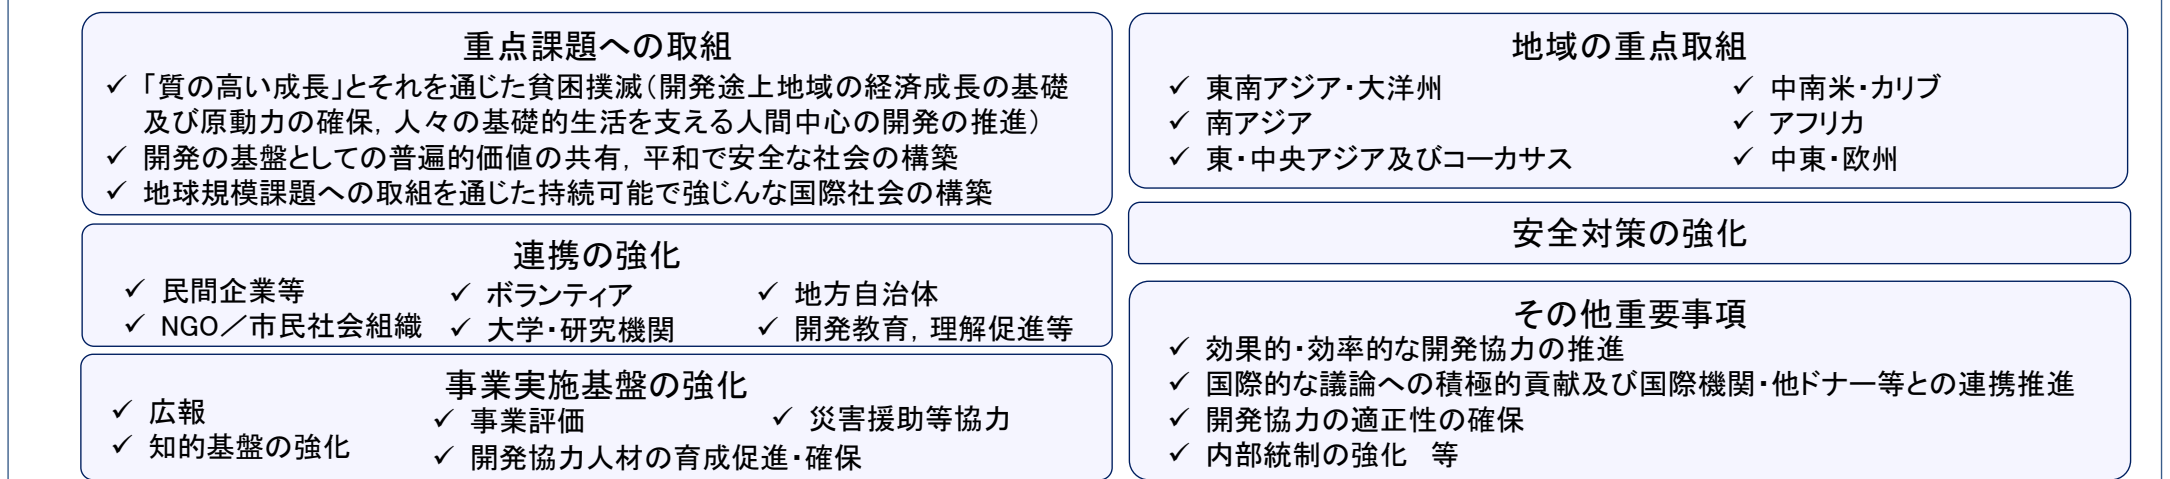 重点課題への取組
✓ 「質の高い成長」とそれを通じた貧困撲滅（開発途上地域の経済成長の基礎
及び原動力の確保，人々の基礎的生活を支える人間中心の開発の推進）
✓ 開発の基盤としての普遍的価値の共有，平和で安全な社会の構築
✓ 地球規模課題への取組を通じた持続可能で強じんな国際社会の構築
連携の強化
✓ 民間企業等 ✓ ボランティア ✓ 地方自治体
✓ NGO／市民社会組織 ✓ 大学・研究機関 ✓ 開発教育，理解促進等
事業実施基盤の強化
✓ 広報 ✓ 事業評価 ✓ 災害援助等協力
✓ 知的基盤の強化 ✓ 開発協力人材の育成促進・確保
地域の重点取組
✓ 東南アジア・大洋州 ✓ 中南米・カリブ
✓ 南アジア ✓ アフリカ
✓ 東・中央アジア及びコーカサス ✓ 中東・欧州
安全対策の強化
その他重要事項
✓ 効果的・効率的な開発協力の推進
✓ 国際的な議論への積極的貢献及び国際機関・他ドナー等との連携推進
✓ 開発協力の適正性の確保
✓ 内部統制の強化　等